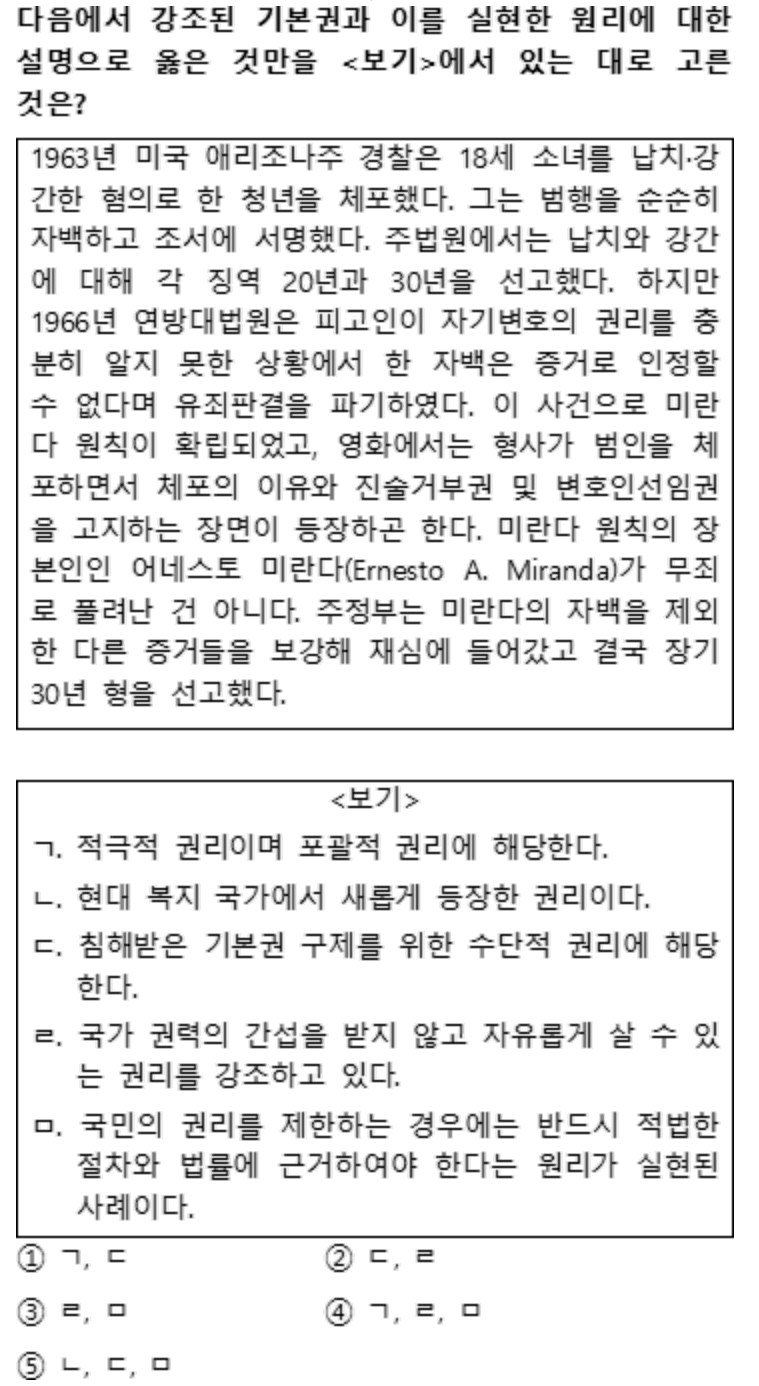 다음에서 강조된 기본권과 이를 실현한 원리에 대한
설명으로 옳은 것만을 <보기>에서 있는 대로 고른
것은?
1963년 미국 애리조나주 경찰은 18세 소녀를 납치·강
간한 혐의로 한 청년을 체포했다. 그는 범행을 순순히
자백하고 조서에 서명했다. 주법원에서는 납치와 강간
에 대해 각 징역 20년과 30년을 선고했다. 하지만
1966년 연방대법원은 피고인이 자기변호의 권리를 충
분히 알지 못한 상황에서 한 자백은 증거로 인정할
수 없다며 유죄판결을 파기하였다. 이 사건으로 미란
다 원칙이 확립되었고, 영화에서는 형사가 범인을 체
포하면서 체포의 이유와 진술거부권 및 변호인선임권
을 고지하는 장면이 등장하곤 한다. 미란다 원칙의 장
본인인 어네스토 미란다(Ernesto A. Miranda)가 무죄
로 풀려난 건 아니다. 주정부는 미란다의 자백을 제외
한 다른 증거들을 보강해 재심에 들어갔고 결국 장기
30년 형을 선고했다.
<보기>
ㄱ. 적극적 권리이며 포괄적 권리에 해당한다.
ㄴ. 현대 복지 국가에서 새롭게 등장한 권리이다.
ㄷ. 침해받은 기본권 구제를 위한 수단적 권리에 해당
한다.
ㄹ. 국가 권력의 간섭을 받지 않고 자유롭게 살 수 있
는 권리를 강조하고 있다.
ㅁ. 국민의 권리를 제한하는 경우에는 반드시 적법한
절차와 법률에 근거하여야 한다는 원리가 실현된
사례이다.
① ㄱ, ㄷ ② ㄷ, ㄹ
③ ㄹ, ㅁ ④ ㄱ, ㄹ, ㅁ
⑤ ㄴ, ㄷ, ㅁ